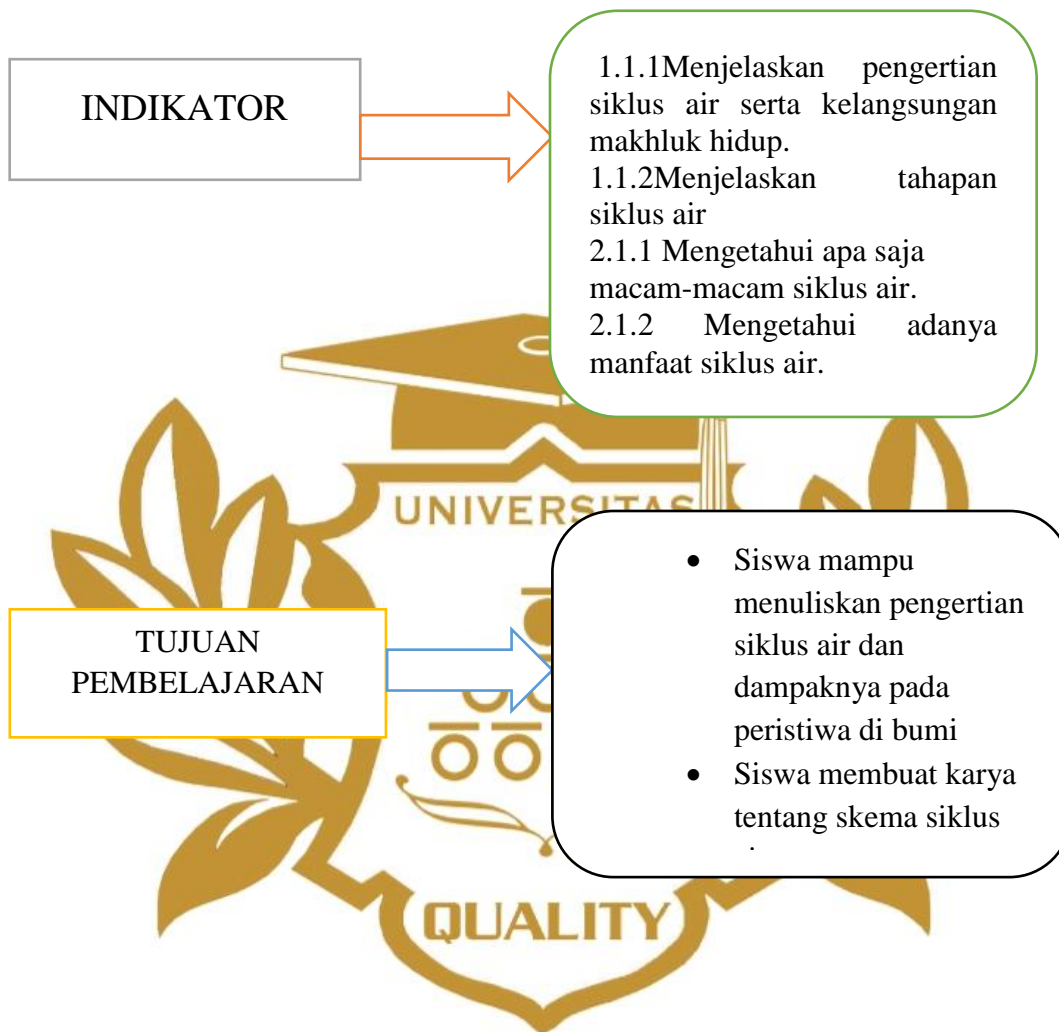 INDIKATOR
1.1.1Menjelaskan pengertian
siklus air serta kelangsungan
makhluk hidup.
1.1.2Menjelaskan tahapan
siklus air
2.1.1 Mengetahui apa saja
macam-macam siklus air.
2.1.2 Mengetahui adanya
manfaat siklus air.
UNIVERSITAS
TUJUAN
PEMBELAJARAN
• Siswa mampu
menuliskan pengertian
siklus air dan
dampaknya pada
peristiwa di bumi
• Siswa membuat karya
tentang skema siklus
QUALITY